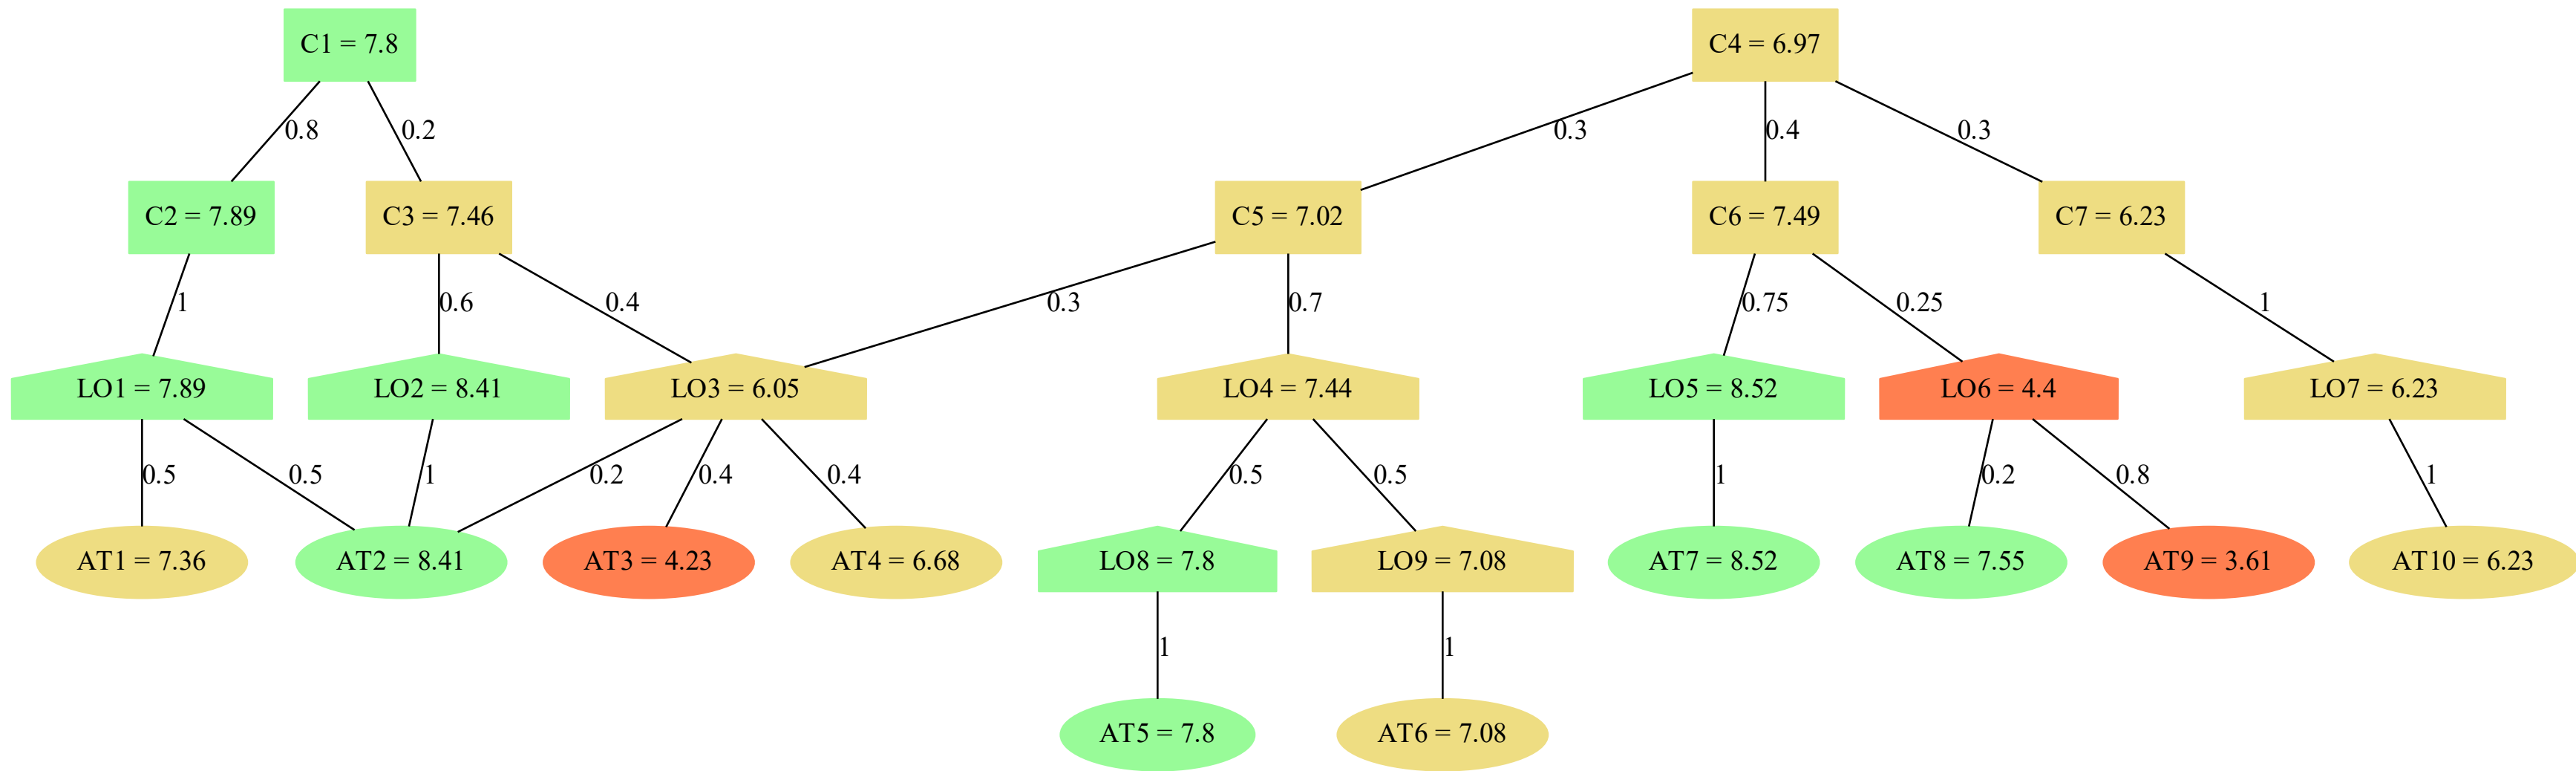 C1 = 7.8
C4 = 6.97
0.8
0.2
0.3
0.4
0.3
C2 = 7.89
C3 = 7.46
C5 = 7.02
C6 = 7.49
C7 = 6.23
1
0.6
0.4
0.3
0.7
0.75
0.25
1
LO1 = 7.89
LO2 = 8.41
LO3 = 6.05
LO4 = 7.44
LO5 = 8.52
LO6 = 4.4
LO7 = 6.23
0.5
0.5
1
0.2
0.4
0.4
0.5
0.5
1
0.2
0.8
1
AT1 = 7.36
AT2 = 8.41
AT3 = 4.23
AT4 = 6.68
LO8 = 7.8
LO9 = 7.08
AT7 = 8.52
AT8 = 7.55
AT9 = 3.61
AT10 = 6.23
1
1
AT5 = 7.8
AT6 = 7.08